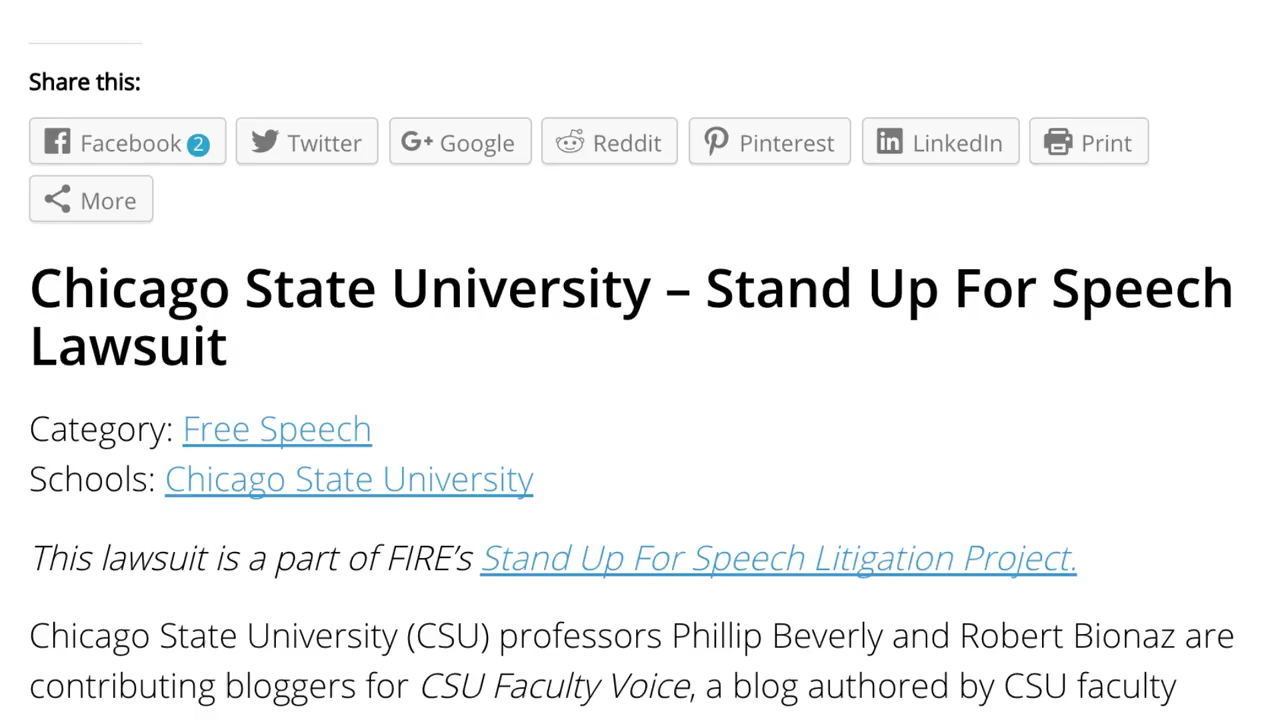 Share this:
Facebook 2 Twitter G+ Google Reddit Pinterest LinkedIn Print
More
Chicago State University – Stand Up For Speech
Lawsuit
Category: Free Speech
Schools: Chicago State University
This lawsuit is a part of FIRE’s Stand Up For Speech Litigation Project.
Chicago State University (CSU) professors Phillip Beverly and Robert Bionaz are
contributing bloggers for CSU Faculty Voice, a blog authored by CSU faculty